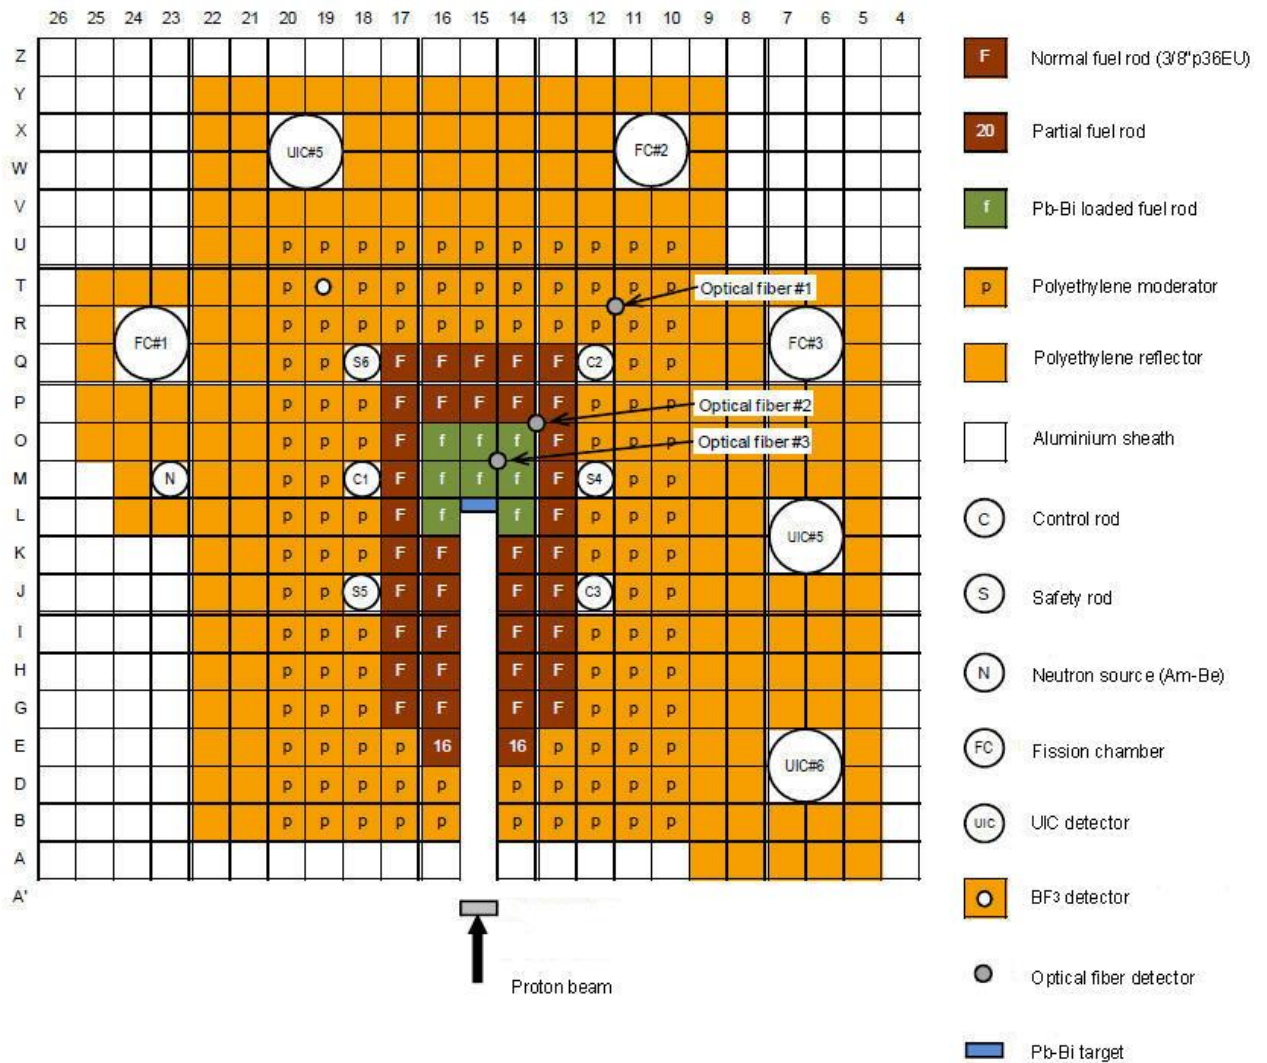 26 25 24 23 22 22 20 19 18 17 16 15 14 13 12 11 10 9 8 7 6 5 4
Z
Y
X
UIC#5 FC#2
W
V
U p p p p p p p p p p p
T p p p p p p p p p p Optical fiber #1
R p p p p p p p p p p p
FC#1 FC#3
Q p p S6 F F F F F C2 p p
P p p p F F F F F p p p Optical fiber #2
O p p p F f f f F p p p Optical fiber #3
M N p p C1 F f f f F S4 p p
L p p p F f f F p p p
UIC#5
K p p p F F F F p p p
J p p S5 F F F F C3 p p
I p p p F F F F p p p
H p p p F F F F p p p
G p p p F F F F p p p
E p p p p 16 16 p p p p
UIC#6
D p p p p p p p p p p
B p p p p p p p p p p
A
A'
Proton beam
F Normal fuel rod (3/8"p36EU)
20 Partial fuel rod
f Pb-Bi loaded fuel rod
p Polyethylene moderator
Polyethylene reflector
Aluminium sheath
C Control rod
S Safety rod
N Neutron source (Am-Be)
FC Fission chamber
UIC UIC detector
BF3 detector
Optical fiber detector
Pb-Bi target